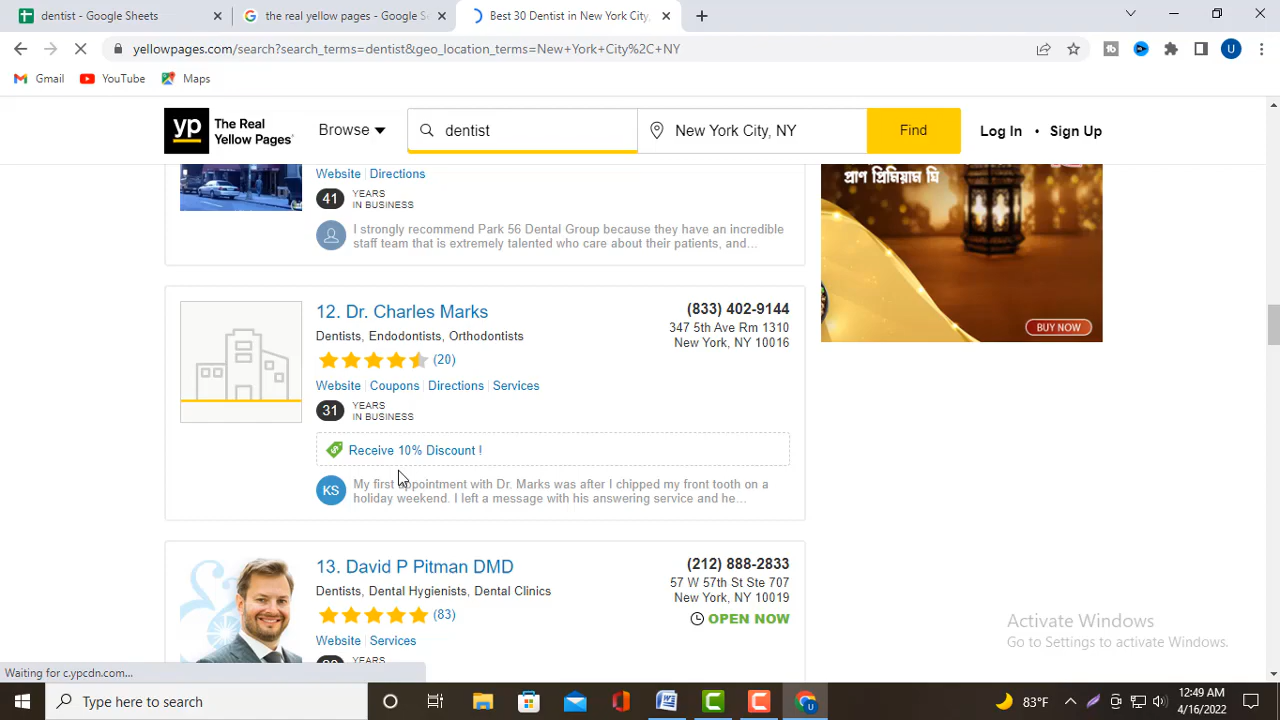 dentist - Google Sheets
the real yellow pages - Google S
Best 30 Dentist in New York City,
yellowpages.com/search?search_terms=dentist&geo_location_terms=New+York+City%2C+NY
U
Gmail
YouTube
Maps
yp The Real Yellow Pages®
Browse
dentist
New York City, NY
Find
Log In • Sign Up
Website Directions
41 YEARS IN BUSINESS
I strongly recommend Park 56 Dental Group because they have an incredible
staff team that is extremely talented who care about their patients, and...
প্রাণ প্রিমিয়াম ঘি
BUY NOW
12. Dr. Charles Marks
(833) 402-9144
Dentists, Endodontists, Orthodontists
347 5th Ave Rm 1310
New York, NY 10016
(20)
Website Coupons Directions Services
31 YEARS IN BUSINESS
Receive 10% Discount !
KS
My first appointment with Dr. Marks was after I chipped my front tooth on a
holiday weekend. I left a message with his answering service and he...
13. David P Pitman DMD
(212) 888-2833
Dentists, Dental Hygienists, Dental Clinics
57 W 57th St Ste 707
New York, NY 10019
(83)
OPEN NOW
Website Services
YEARS
Activate Windows
Go to Settings to activate Windows.
Waiting for c.ypcdn.com...
Type here to search
83°F
12:49 AM
4/16/2022